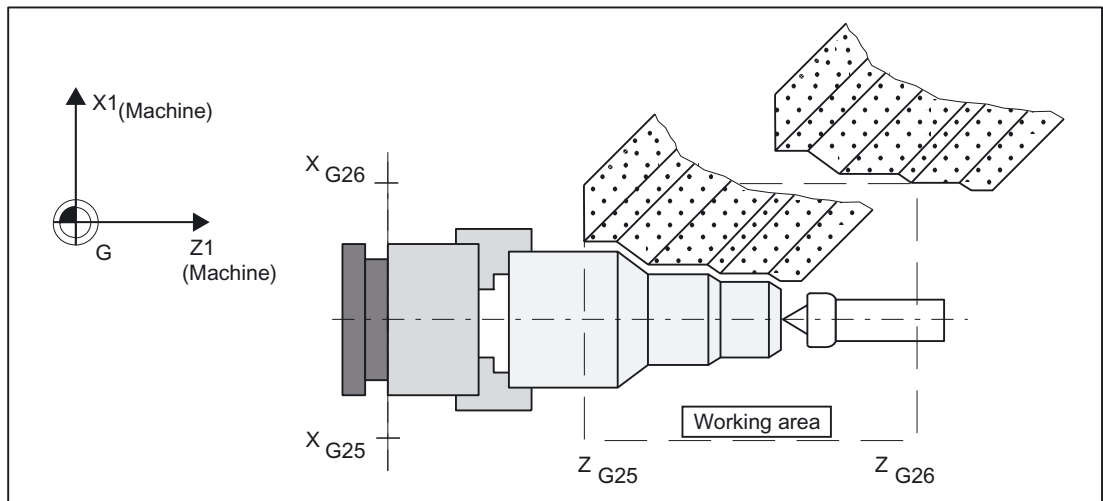 X1 (Machine)
X G26
G
Z1
(Machine)
X G25
Working area
Z G25
Z G26